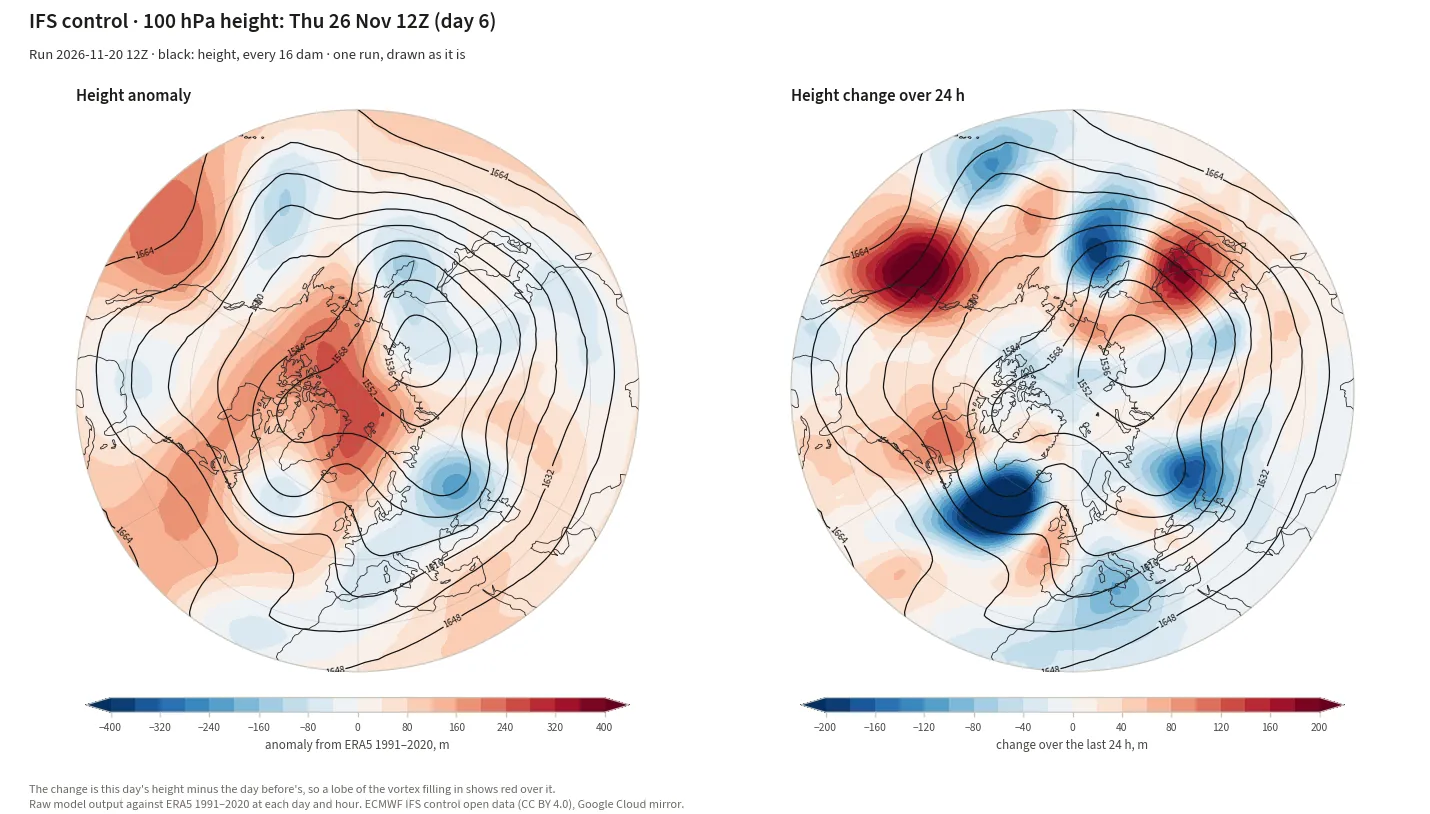 IFS control · 100 hPa height: Thu 26 Nov 12Z (day 6)
Run 2026-11-20 12Z · black: height, every 16 dam · one run, drawn as it is
Height anomaly
Height change over 24 h
1664
1664
1600
1584
1568
1552
1536
1632
1664
1616
1648
1648
1664
1664
1600
1584
1568
1552
1536
1632
1664
1616
1648
1648
−400 −320 −240 −160 −80 0 80 160 240 320 400
anomaly from ERA5 1991–2020, m
−200 −160 −120 −80 −40 0 40 80 120 160 200
change over the last 24 h, m
The change is this day's height minus the day before's, so a lobe of the vortex filling in shows red over it.
Raw model output against ERA5 1991–2020 at each day and hour. ECMWF IFS control open data (CC BY 4.0), Google Cloud mirror.